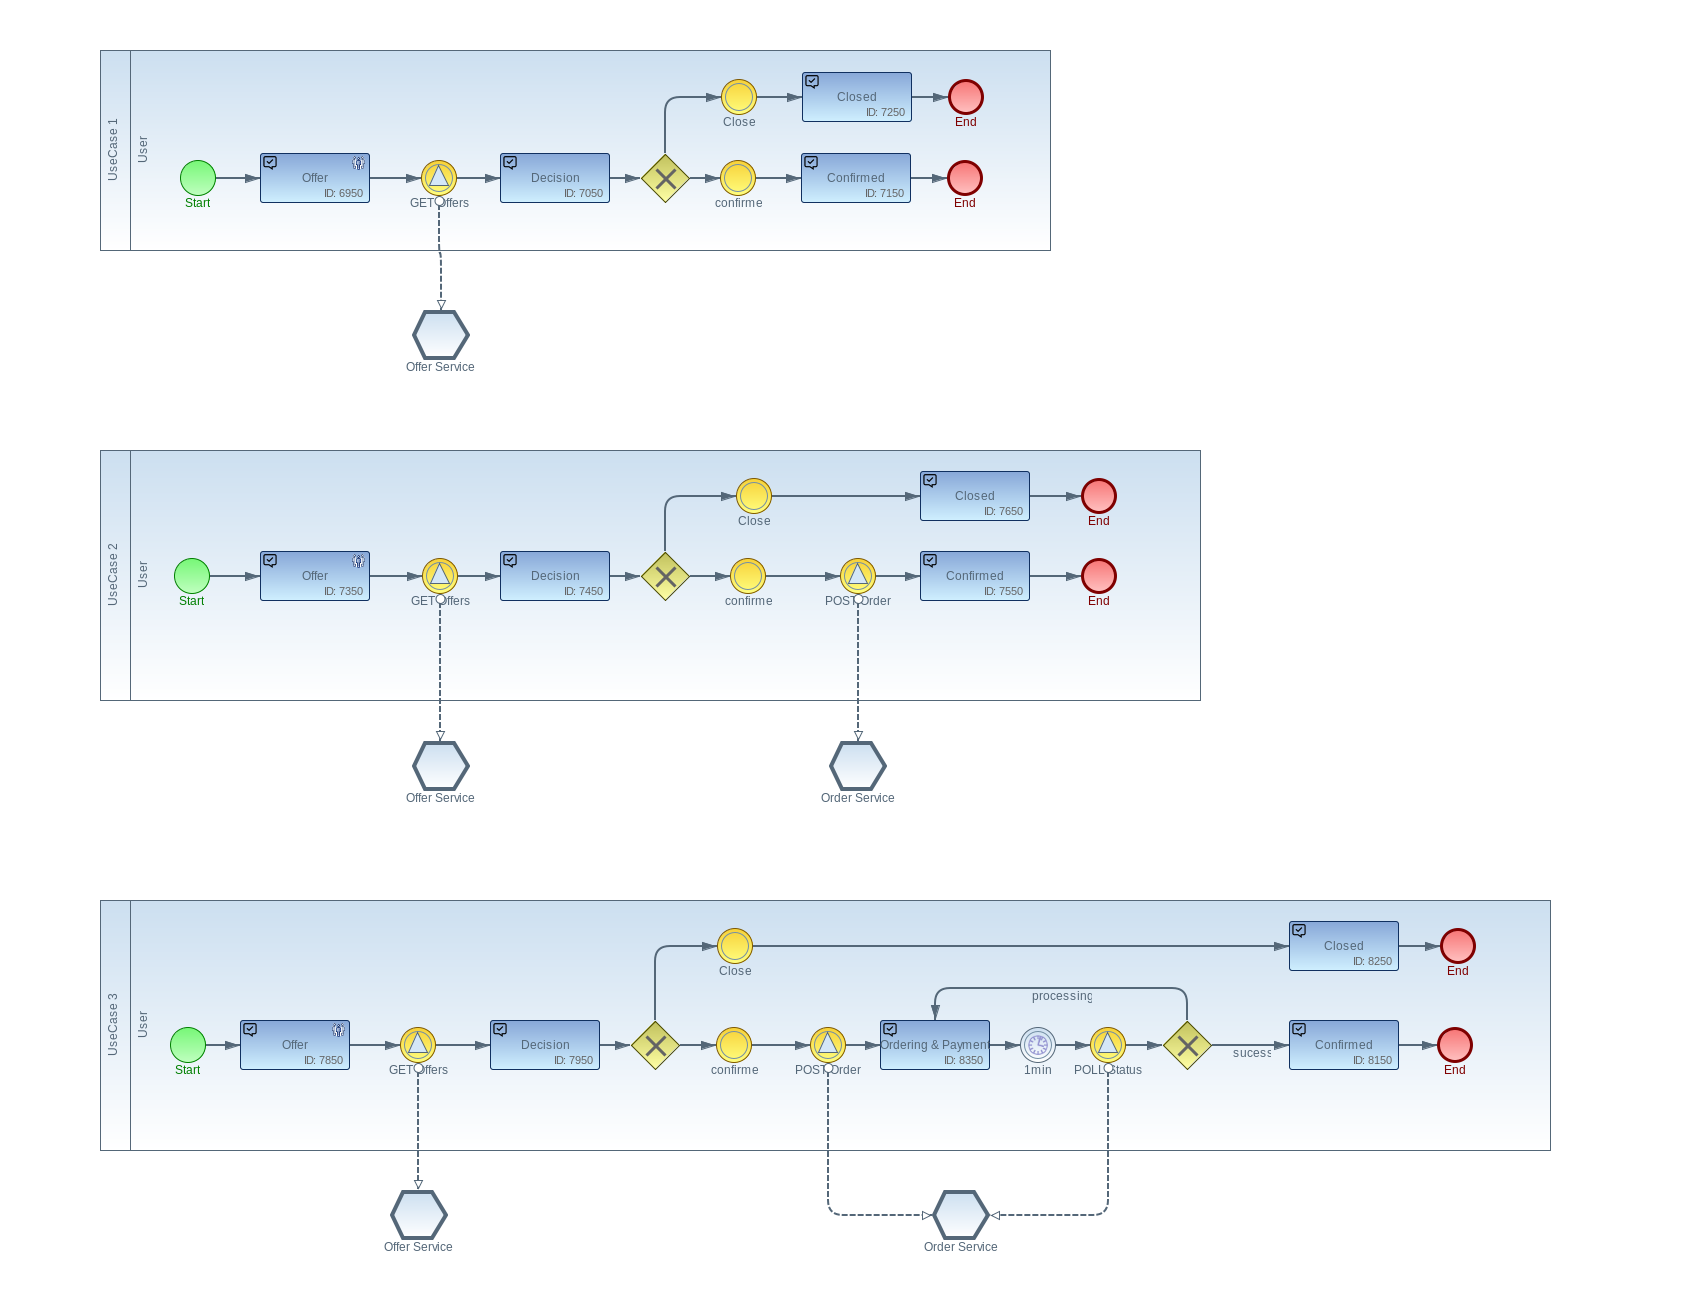 UseCase 1
User
Close
Closed
ID: 7250
End
Start
Offer
ID: 6950
GET Offers
Decision
ID: 7050
confirme
Confirmed
ID: 7150
End
Offer Service
UseCase 2
User
Close
Closed
ID: 7650
End
Start
Offer
ID: 7350
GET Offers
Decision
ID: 7450
confirme
POST Order
Confirmed
ID: 7550
End
Offer Service
Order Service
UseCase 3
User
Close
Closed
ID: 8250
End
processing
Start
Offer
ID: 7850
GET Offers
Decision
ID: 7950
confirme
POST Order
Ordering & Payment
ID: 8350
1min
POLL Status
sucess
Confirmed
ID: 8150
End
Offer Service
Order Service